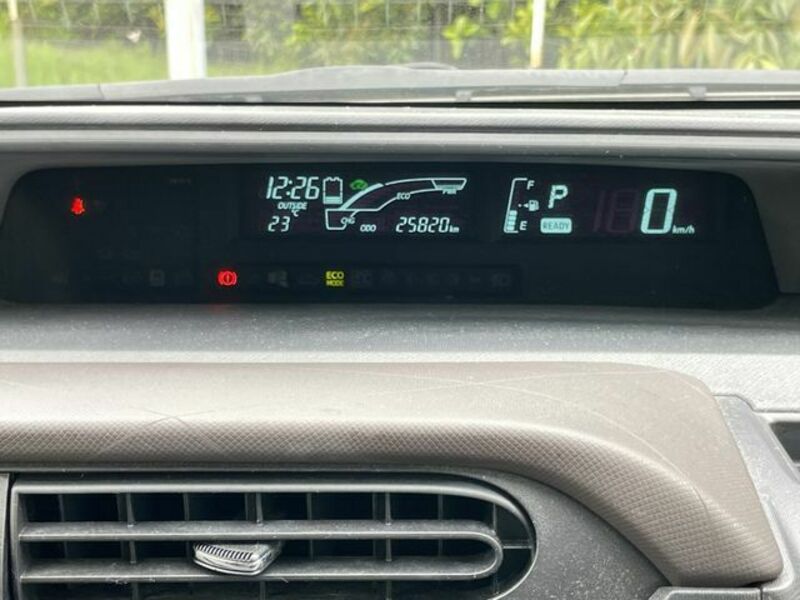 12:26
OUTSIDE
23 °C
ECO
PWR
CHG
ODO 25820 km
F
E
P
READY
0 km/h
ECO
MODE